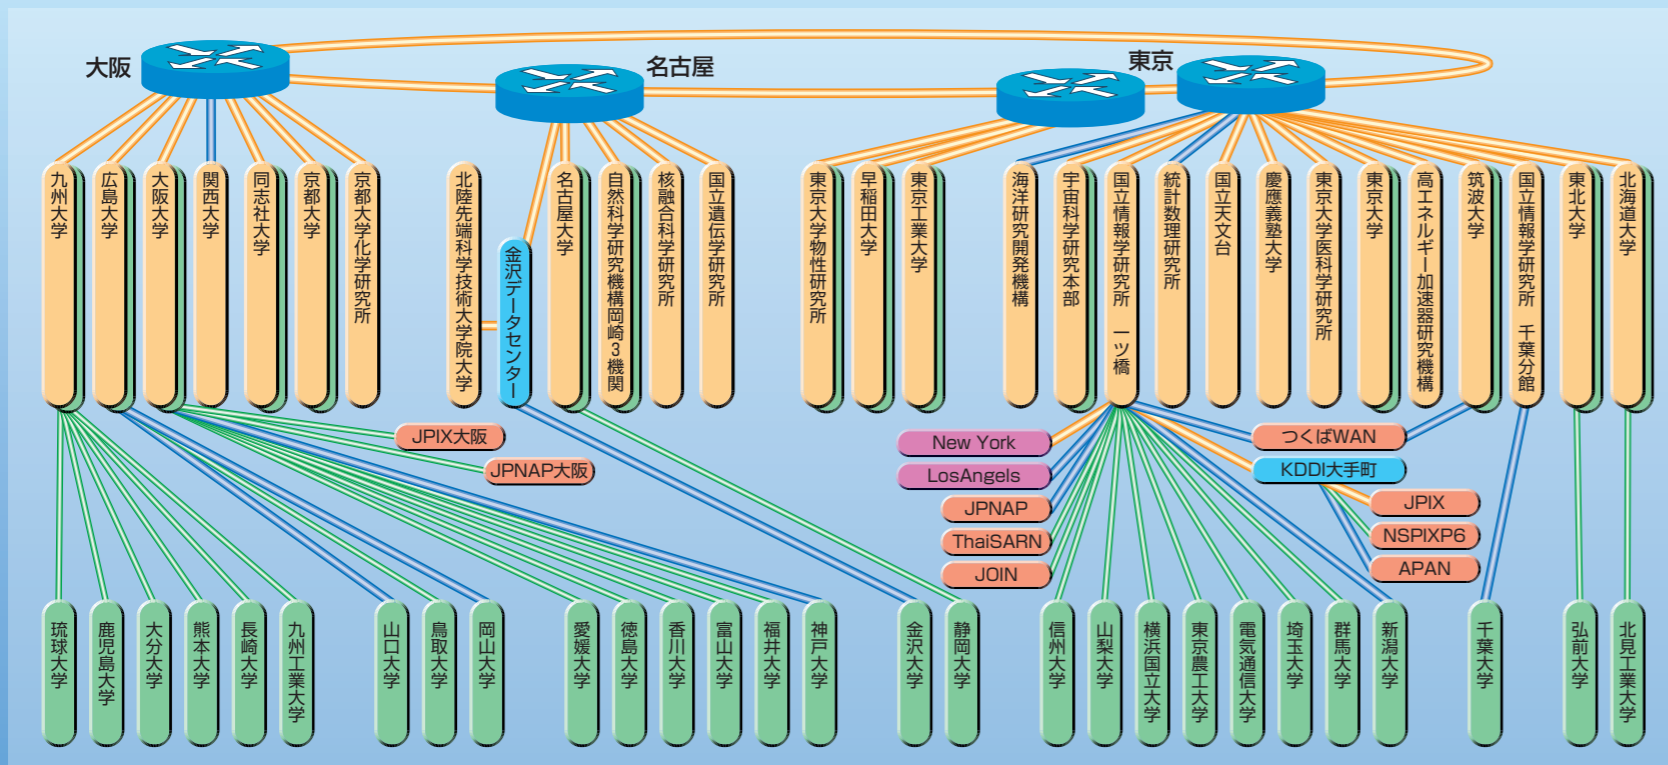 大阪
名古屋
東京
九州大学
広島大学
大阪大学
関西大学
同志社大学
京都大学
京都大学化学研究所
北陸先端科学技術大学院大学
金沢データセンター
名古屋大学
自然科学研究機構岡崎3機関
核融合科学研究所
国立遺伝学研究所
東京大学物性研究所
早稲田大学
東京工業大学
海洋研究開発機構
宇宙科学研究本部
国立情報学研究所 一ツ橋
統計数理研究所
国立天文台
慶應義塾大学
東京大学医科学研究所
東京大学
高エネルギー加速器研究機構
筑波大学
国立情報学研究所 千葉分館
東北大学
北海道大学
JPIX大阪
JPNAP大阪
New York
LosAngels
JPNAP
ThaiSARN
JOIN
つくばWAN
KDDI大手町
JPIX
NSPIXP6
APAN
琉球大学
鹿児島大学
大分大学
熊本大学
長崎大学
九州工業大学
山口大学
鳥取大学
岡山大学
愛媛大学
徳島大学
香川大学
富山大学
福井大学
神戸大学
金沢大学
静岡大学
信州大学
山梨大学
横浜国立大学
東京農工大学
電気通信大学
埼玉大学
群馬大学
新潟大学
千葉大学
弘前大学
北見工業大学